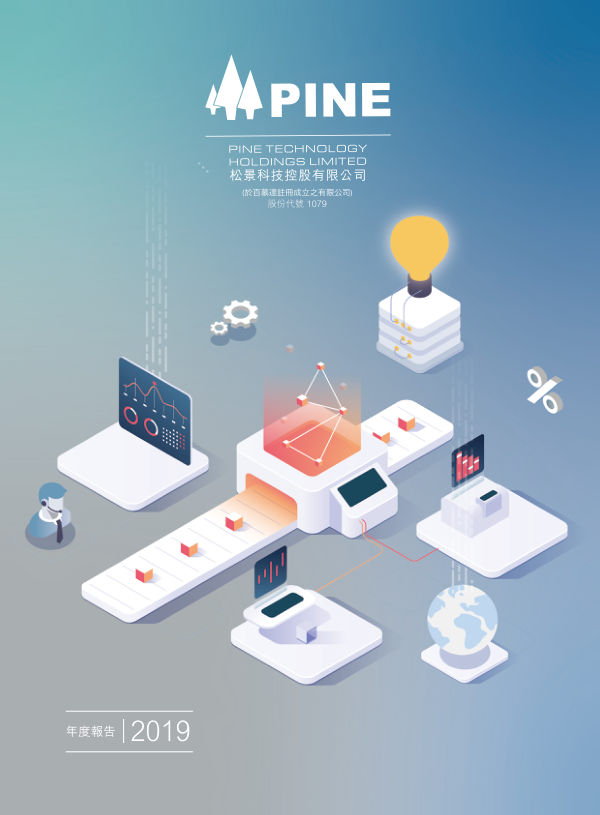 PINE
PINE TECHNOLOGY
HOLDINGS LIMITED
松景科技控股有限公司
(於百慕達註冊成立之有限公司)
股份代號 1079
%
年度報告 2019